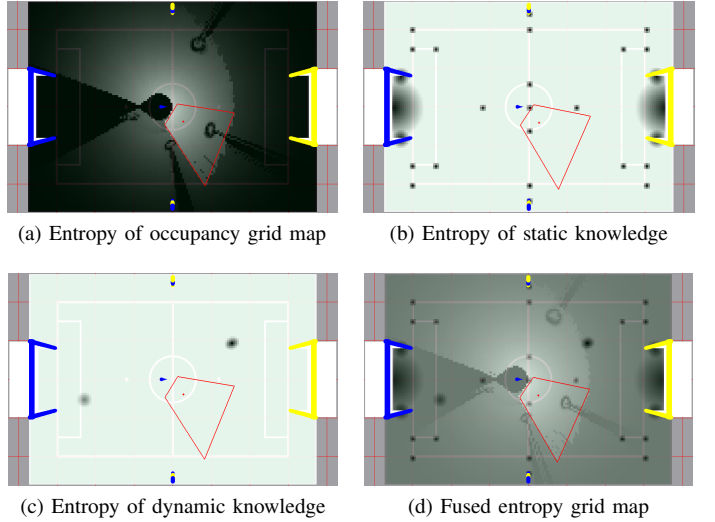 (a) Entropy of occupancy grid map
(b) Entropy of static knowledge
(c) Entropy of dynamic knowledge
(d) Fused entropy grid map